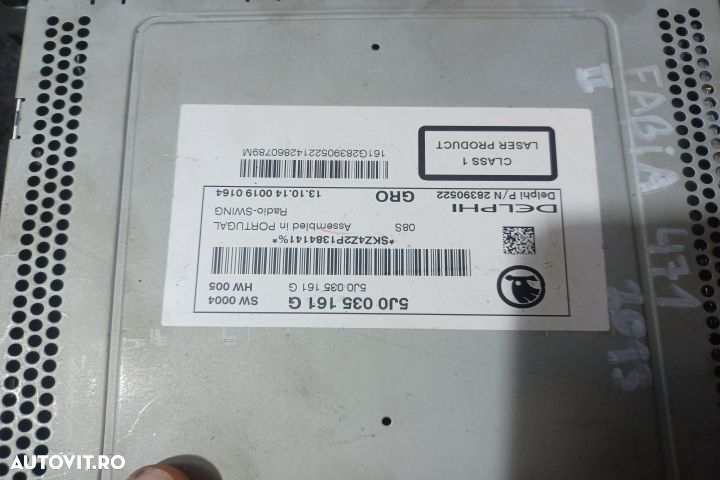 5J0 035 161 G
SW 0004
5J0 035 161 G
HW 005
*SKZ4Z2P1384141%*
08S
Assembled in PORTUGAL
Radio-SWING
DELPHI
GRO
Delphi P/N 28390522
13.10.14 0019 0164
161G28390522142860789M
CLASS 1
LASER PRODUCT
FABiA 471
II
2013
AUTOVIT.RO